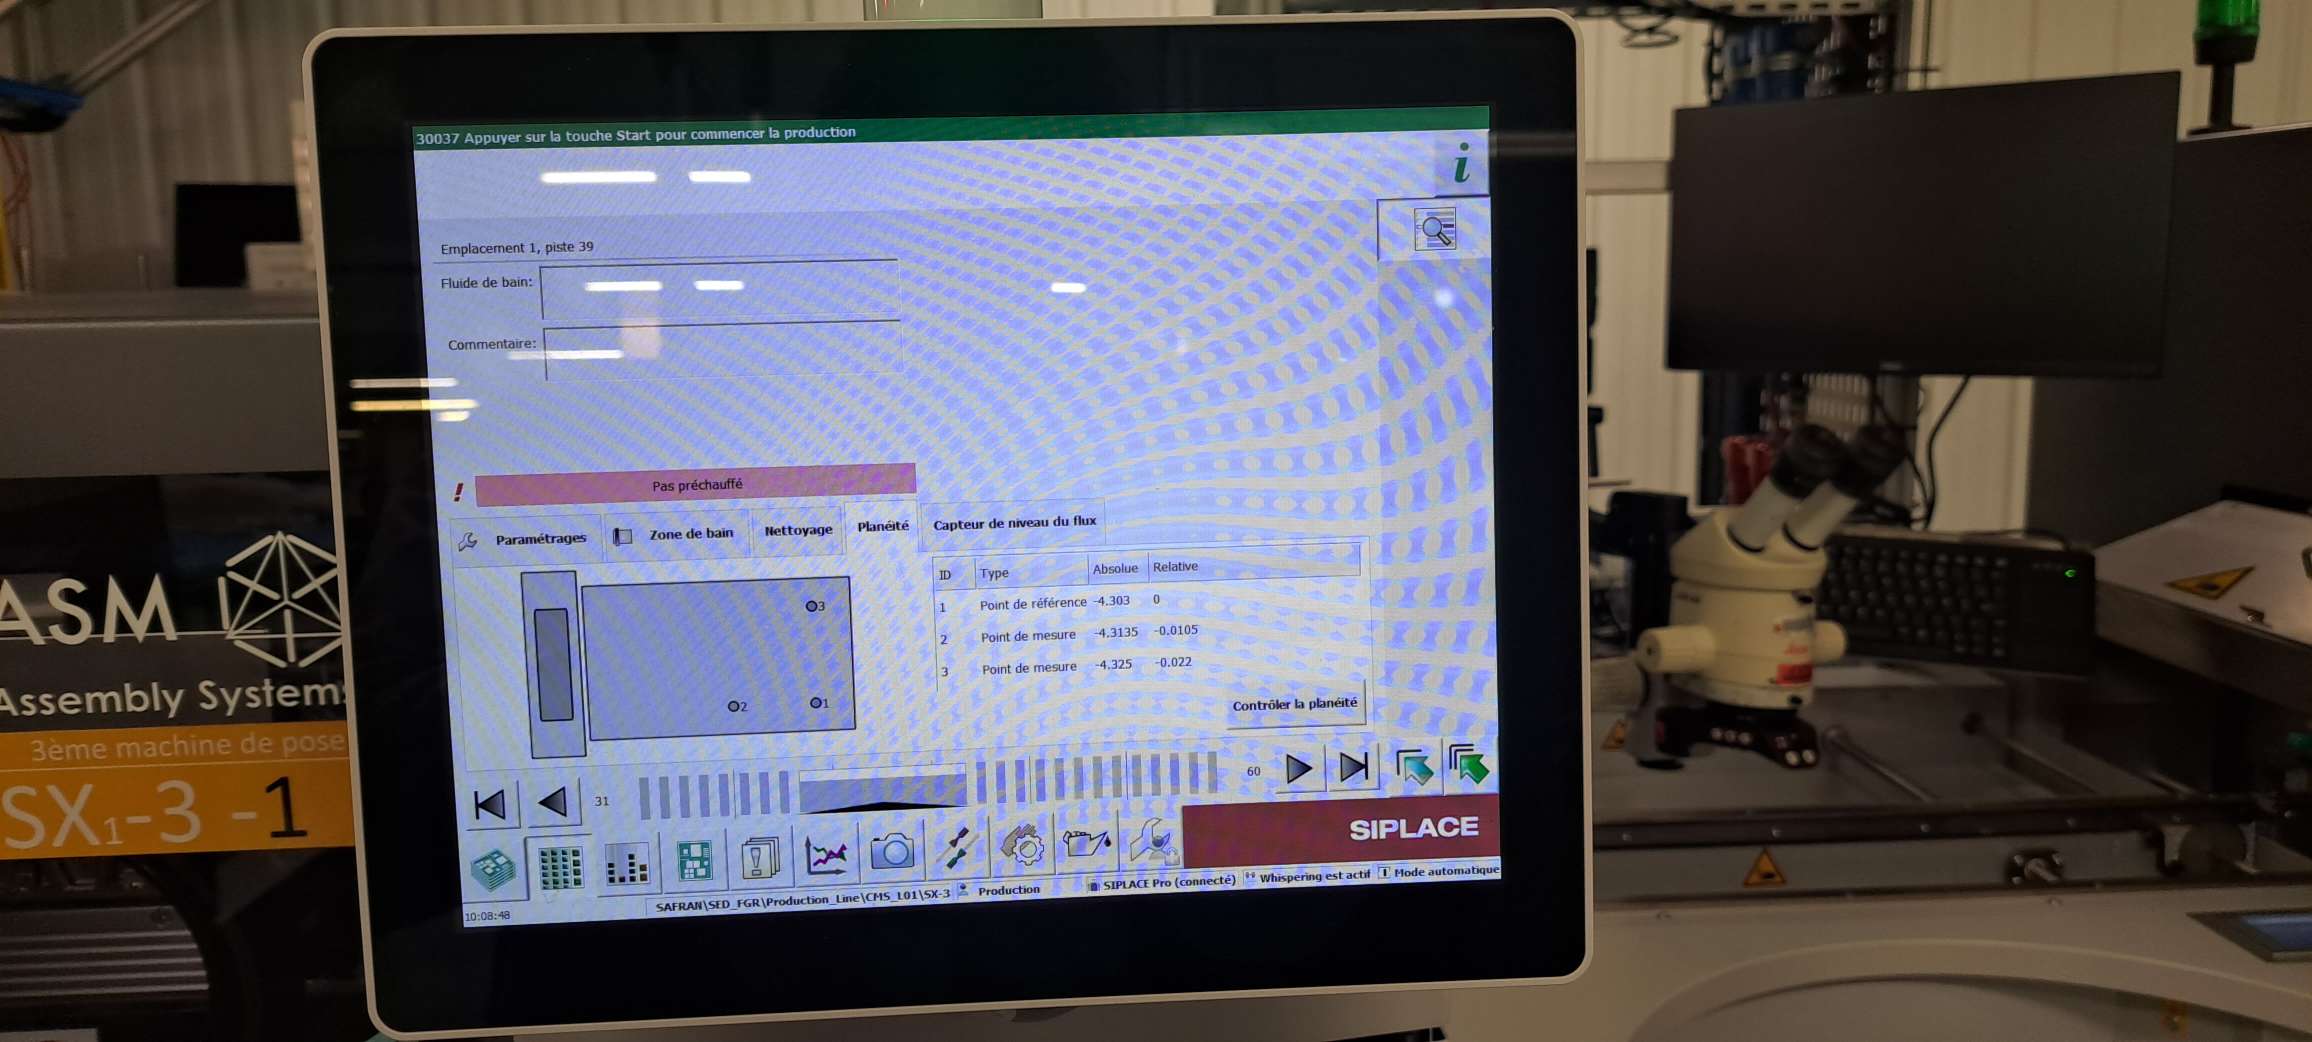 30037 Appuyer sur la touche Start pour commencer la production
i
Emplacement 1, piste 39
Fluide de bain:
Commentaire:
! Pas préchauffé
Paramétrages Zone de bain Nettoyage Planéité Capteur de niveau du flux
ID Type Absolue Relative
1 Point de référence -4.303 0
2 Point de mesure -4.3135 -0.0105
3 Point de mesure -4.325 -0.022
3
2
1
Contrôler la planéité
31
60
SIPLACE
SIPLACE Pro (connecté) Whispering est actif Mode automatique
SAFRAN\SED_FGR\Production_Line\CMS_L01\SX-3 Production
10:08:48
ASM
Assembly Systems
3ème machine de pose
SX1-3 -1